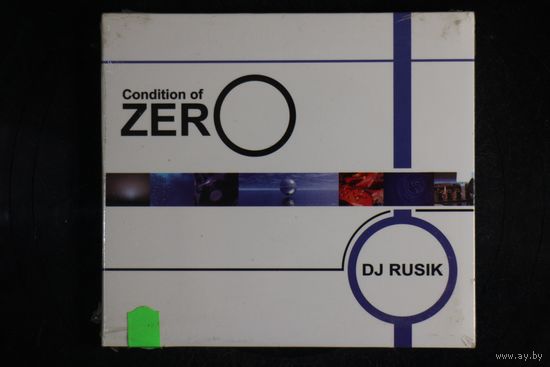 Condition of
ZERO
DJ RUSIK
www.ay.by